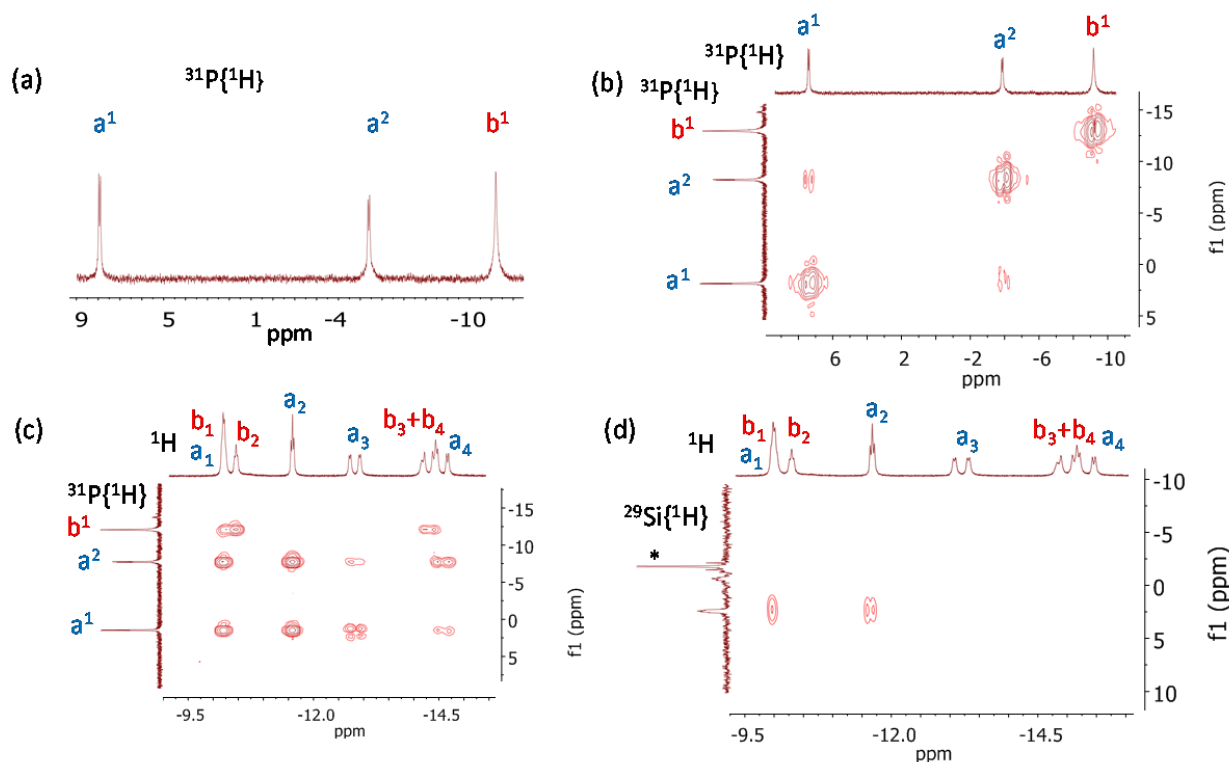 (a)
³¹P{¹H}
a¹
a²
b¹
9 5 1 -4 -10
ppm
(b)
³¹P{¹H}
a¹
a²
b¹
³¹P{¹H}
b¹
a²
a¹
-15
-10
-5
0
5
f1 (ppm)
6 2 -2 -6 -10
ppm
(c)
¹H
b₁
a₁
b₂
a₂
a₃
b₃+b₄
a₄
³¹P{¹H}
b¹
a²
a¹
-15
-10
-5
0
5
f1 (ppm)
-9.5 -12.0 -14.5
ppm
(d)
¹H
b₁
a₁
b₂
a₂
a₃
b₃+b₄
a₄
²⁹Si{¹H}
*
-10
-5
0
5
10
f1 (ppm)
-9.5 -12.0 -14.5
ppm